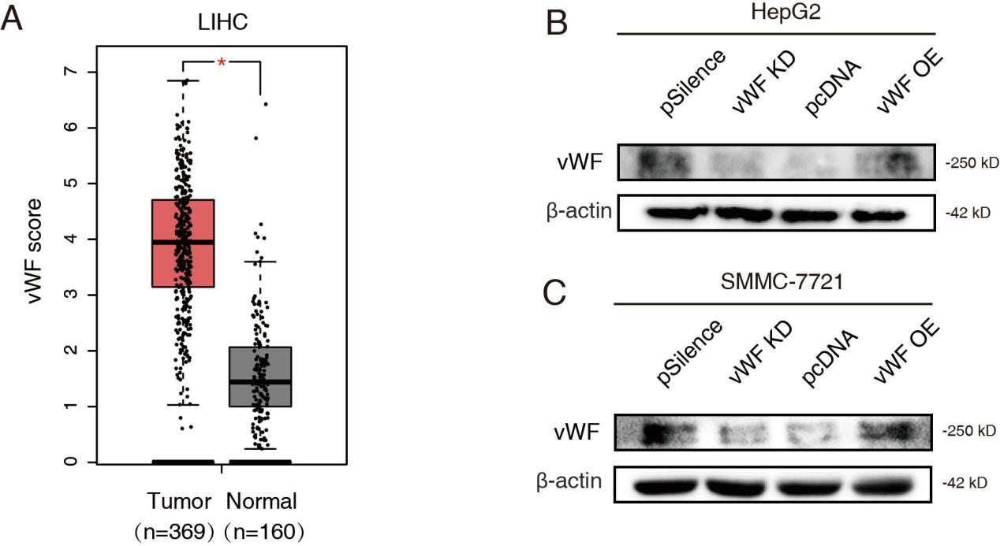 A
LIHC
*
7
6
5
4
3
2
1
0
vWF score
Tumor Normal
(n=369) (n=160)
B
HepG2
pSilence vWF KD pcDNA vWF OE
vWF -250 kD
β-actin -42 kD
C
SMMC-7721
pSilence vWF KD pcDNA vWF OE
vWF -250 kD
β-actin -42 kD